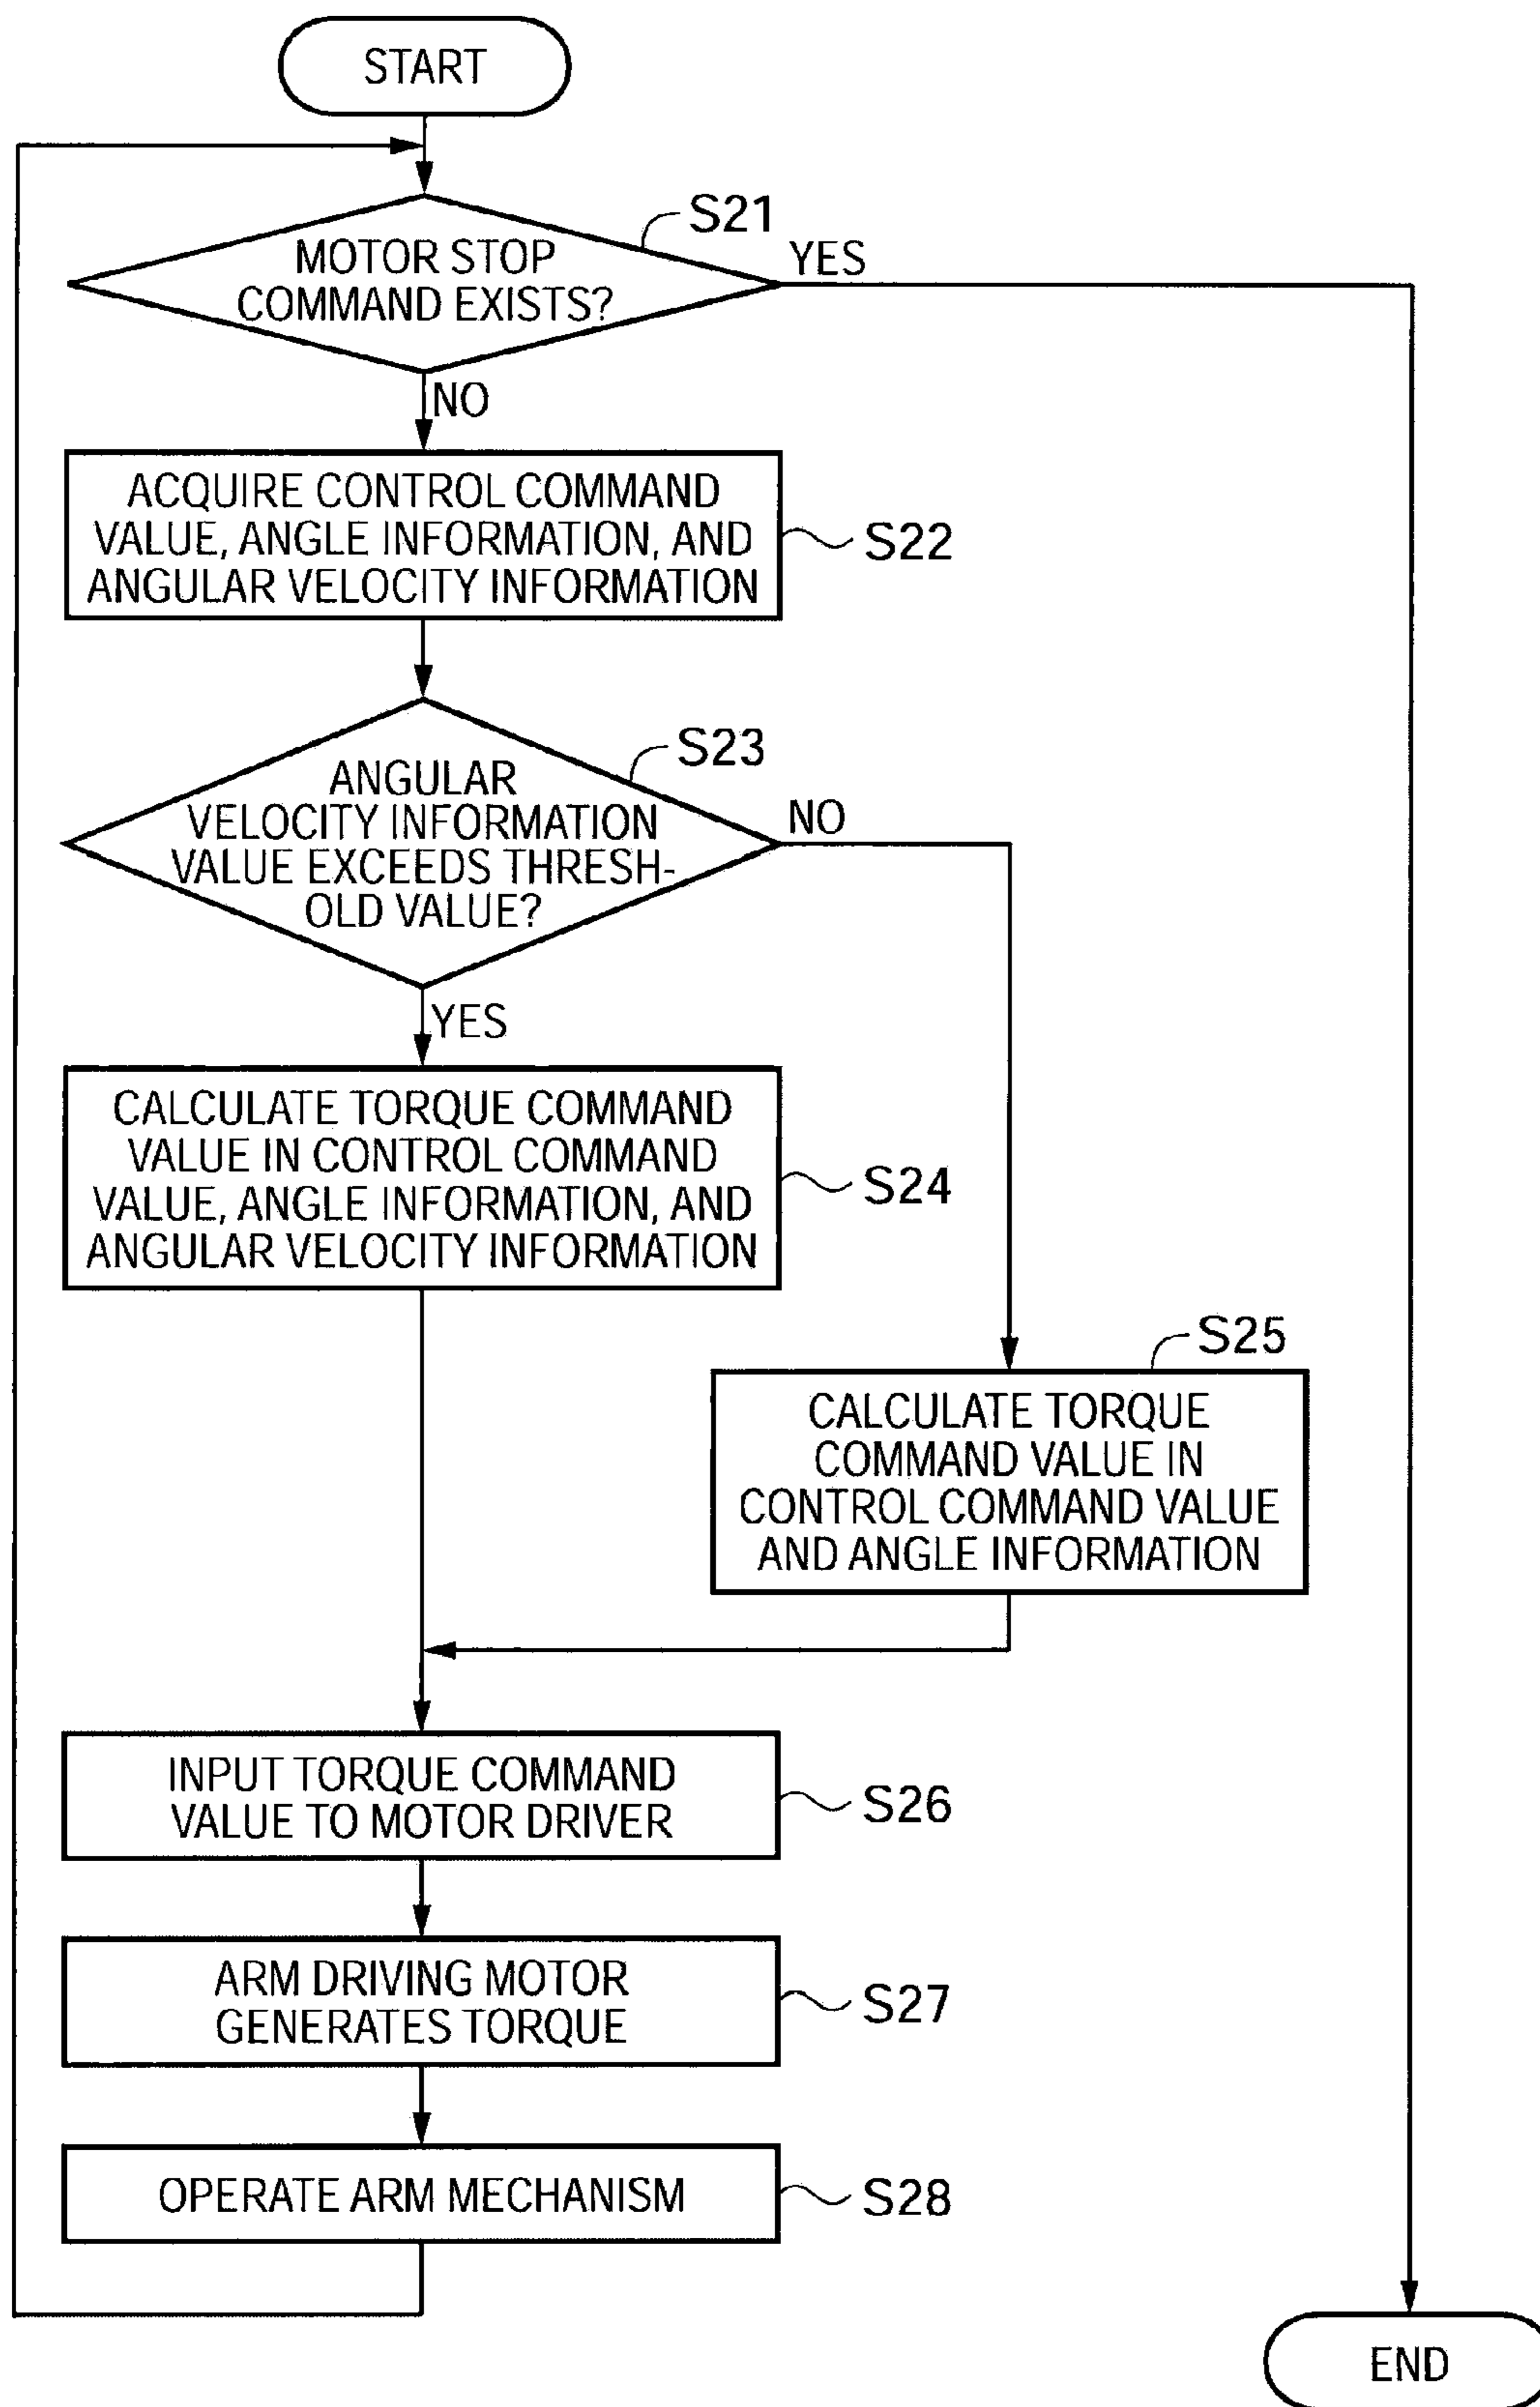 START
S21
MOTOR STOP
COMMAND EXISTS?
YES
NO
ACQUIRE CONTROL COMMAND
VALUE, ANGLE INFORMATION, AND
ANGULAR VELOCITY INFORMATION
S22
S23
ANGULAR
VELOCITY INFORMATION
VALUE EXCEEDS THRESH-
OLD VALUE?
NO
YES
CALCULATE TORQUE COMMAND
VALUE IN CONTROL COMMAND
VALUE, ANGLE INFORMATION, AND
ANGULAR VELOCITY INFORMATION
S24
S25
CALCULATE TORQUE
COMMAND VALUE IN
CONTROL COMMAND VALUE
AND ANGLE INFORMATION
INPUT TORQUE COMMAND
VALUE TO MOTOR DRIVER
S26
ARM DRIVING MOTOR
GENERATES TORQUE
S27
OPERATE ARM MECHANISM
S28
END